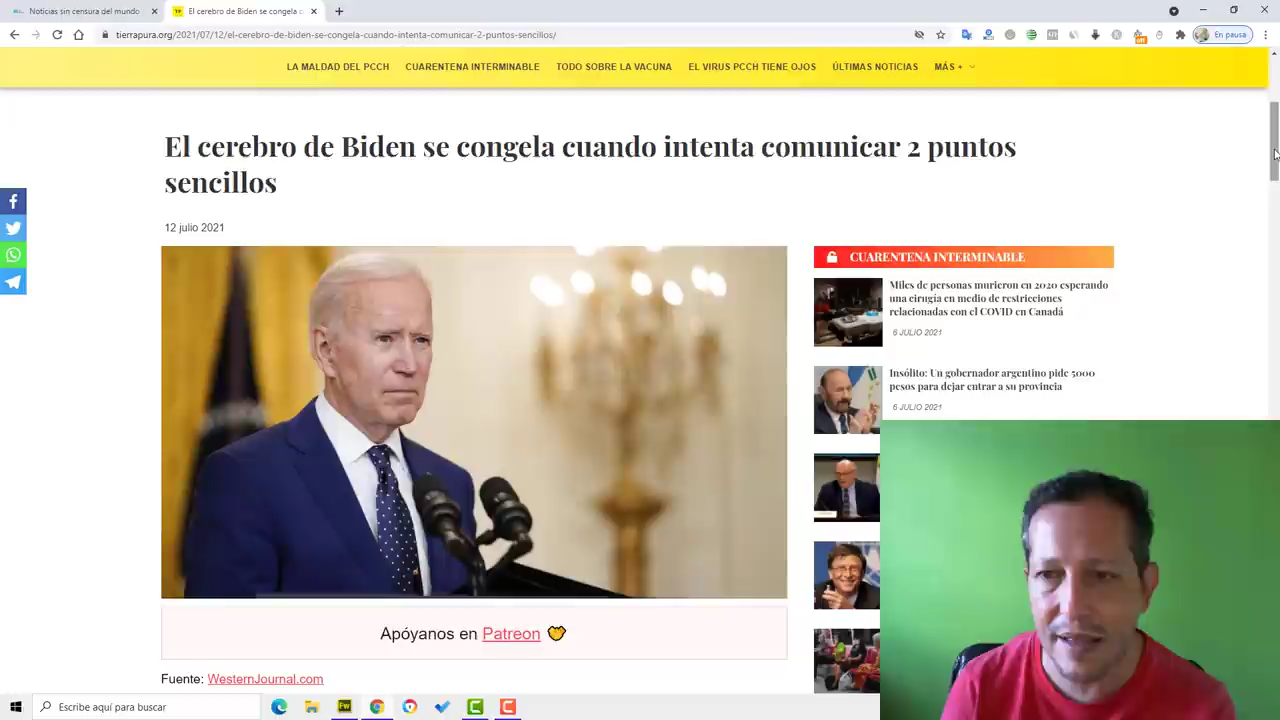 Noticias sin censura del mundo
El cerebro de Biden se congela c
tierrapura.org/2021/07/12/el-cerebro-de-biden-se-congela-cuando-intenta-comunicar-2-puntos-sencillos/
off
En pausa
LA MALDAD DEL PCCH
CUARENTENA INTERMINABLE
TODO SOBRE LA VACUNA
EL VIRUS PCCH TIENE OJOS
ÚLTIMAS NOTICIAS
MÁS +
El cerebro de Biden se congela cuando intenta comunicar 2 puntos
sencillos
12 julio 2021
CUARENTENA INTERMINABLE
Miles de personas murieron en 2020 esperando
una cirugía en medio de restricciones
relacionadas con el COVID en Canadá
6 JULIO 2021
Insólito: Un gobernador argentino pide 5000
pesos para dejar entrar a su provincia
6 JULIO 2021
Apóyanos en Patreon
Fuente: WesternJournal.com
Escribe aquí para buscar
Fw